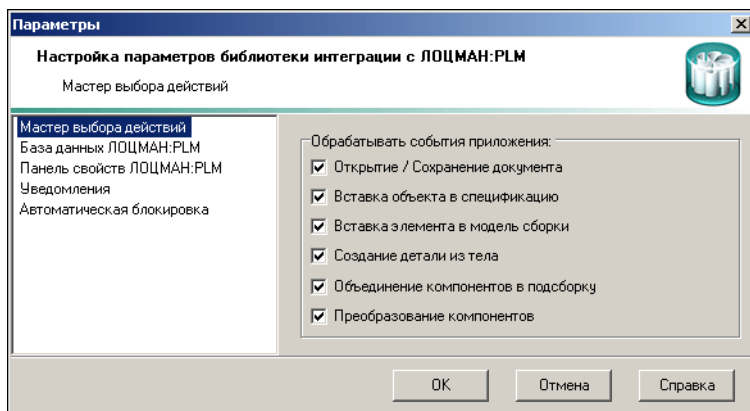 Параметры
Настройка параметров библиотеки интеграции с ЛОЦМАН:PLM
Мастер выбора действий
Мастер выбора действий
База данных ЛОЦМАН:PLM
Панель свойств ЛОЦМАН:PLM
Уведомления
Автоматическая блокировка
Обрабатывать события приложения:
Открытие / Сохранение документа
Вставка объекта в спецификацию
Вставка элемента в модель сборки
Создание детали из тела
Объединение компонентов в подсборку
Преобразование компонентов
OK
Отмена
Справка